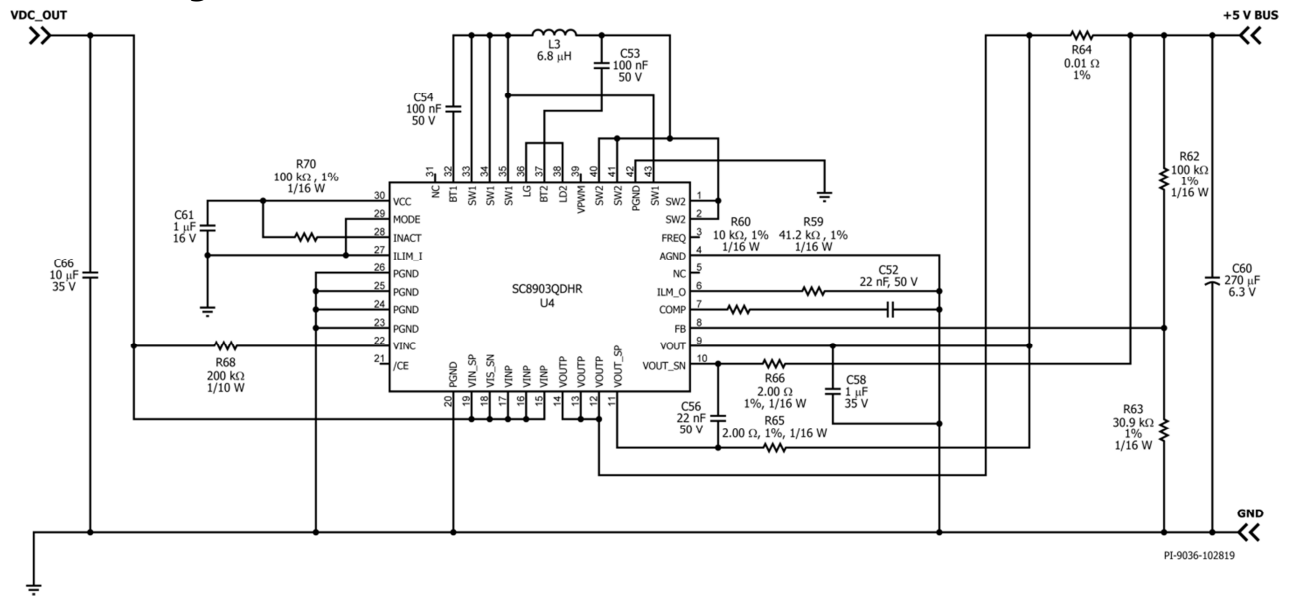 VDC_OUT
+5 V BUS
L3
6.8 μH
C53
100 nF
50 V
R64
0.01 Ω
1%
C54
100 nF
50 V
R70
100 kΩ, 1%
1/16 W
R62
100 kΩ
1%
1/16 W
31 32 33 34 35 36 37 38 39 40 41 42 43
NC BT1 SW1 SW1 SW1 LG BT2 LD2 VPWM SW2 SW2 PGND SW1
C61
1 μF
16 V
30 VCC
29 MODE
28 INACT
27 ILIM_I
26 PGND
25 PGND
24 PGND
23 PGND
22 VINC
21 /CE
SC8903QDHR
U4
SW2 1
SW2 2
FREQ 3
AGND 4
NC 5
ILM_O 6
COMP 7
FB 8
VOUT 9
VOUT_SN 10
R60
10 kΩ, 1%
1/16 W
R59
41.2 kΩ, 1%
1/16 W
C52
22 nF, 50 V
C66
10 μF
35 V
C60
270 μF
6.3 V
R68
200 kΩ
1/10 W
PGND VIN_SP VIS_SN VINP VINP VINP VOUTP VOUTP VOUTP VOUT_SP
20 19 18 17 16 15 14 13 12 11
R66
2.00 Ω
1%, 1/16 W
C58
1 μF
35 V
C56
22 nF
50 V
R65
2.00 Ω, 1%, 1/16 W
R63
30.9 kΩ
1%
1/16 W
GND
PI-9036-102819